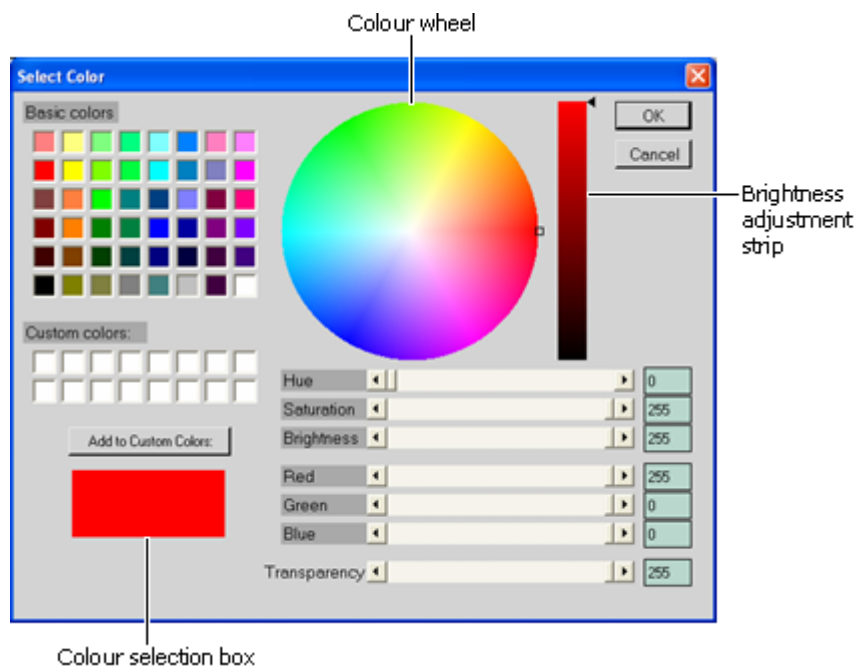 Colour wheel
Select Color
Basic colors
OK
Cancel
Brightness
adjustment
strip
Custom colors:
Hue 0
Saturation 255
Brightness 255
Add to Custom Colors:
Red 255
Green 0
Blue 0
Transparency 255
Colour selection box